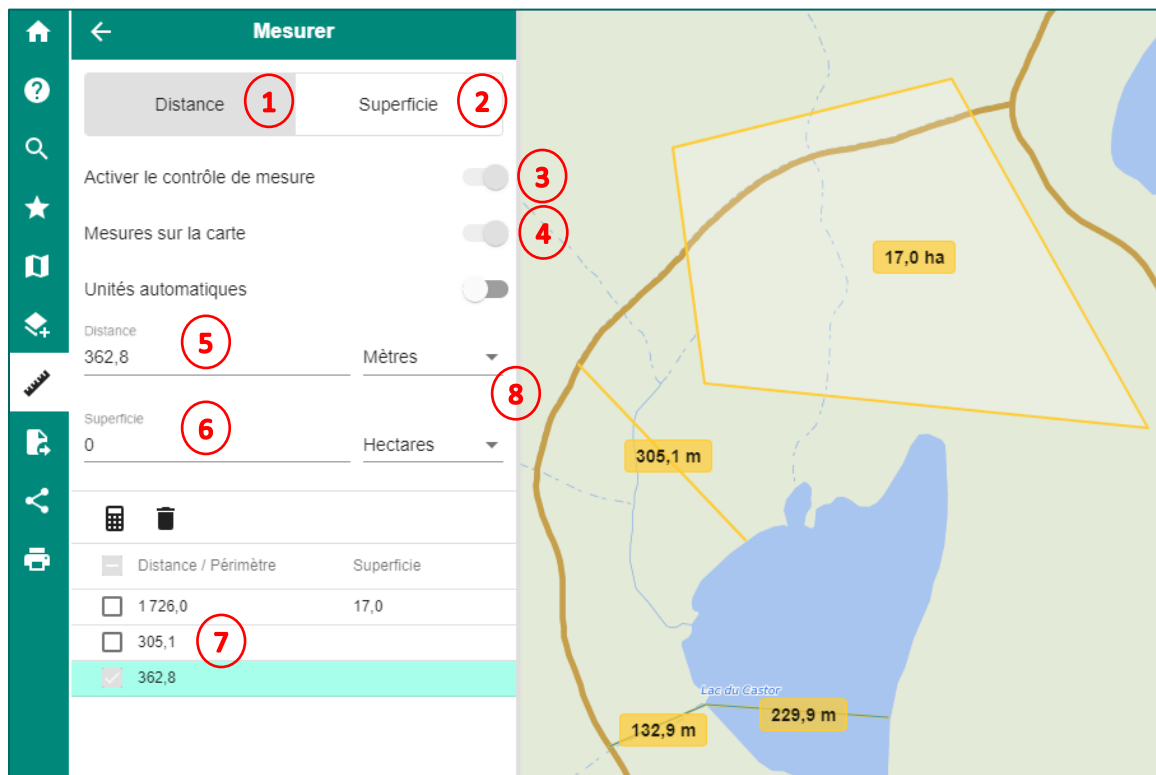 Mesurer
Distance 1 Superficie 2
Activer le contrôle de mesure 3
Mesures sur la carte 4
Unités automatiques
Distance
362,8 5 Mètres
8
Superficie
0 6 Hectares
Distance / Périmètre Superficie
1 726,0 17,0
305,1 7
362,8
17,0 ha
305,1 m
Lac du Castor
229,9 m
132,9 m